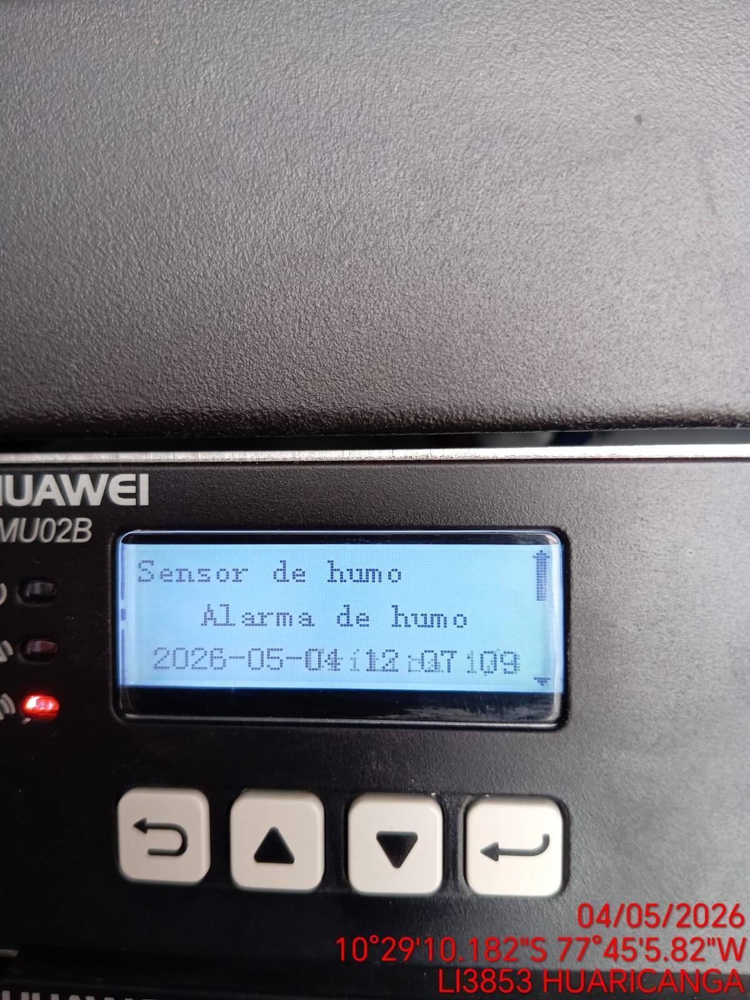 HUAWEI
MU02B
Sensor de humo
Alarma de humo
2026-05-04 12:07:09
04/05/2026
10°29'10.182"S 77°45'5.82"W
LI3853 HUARICANGA